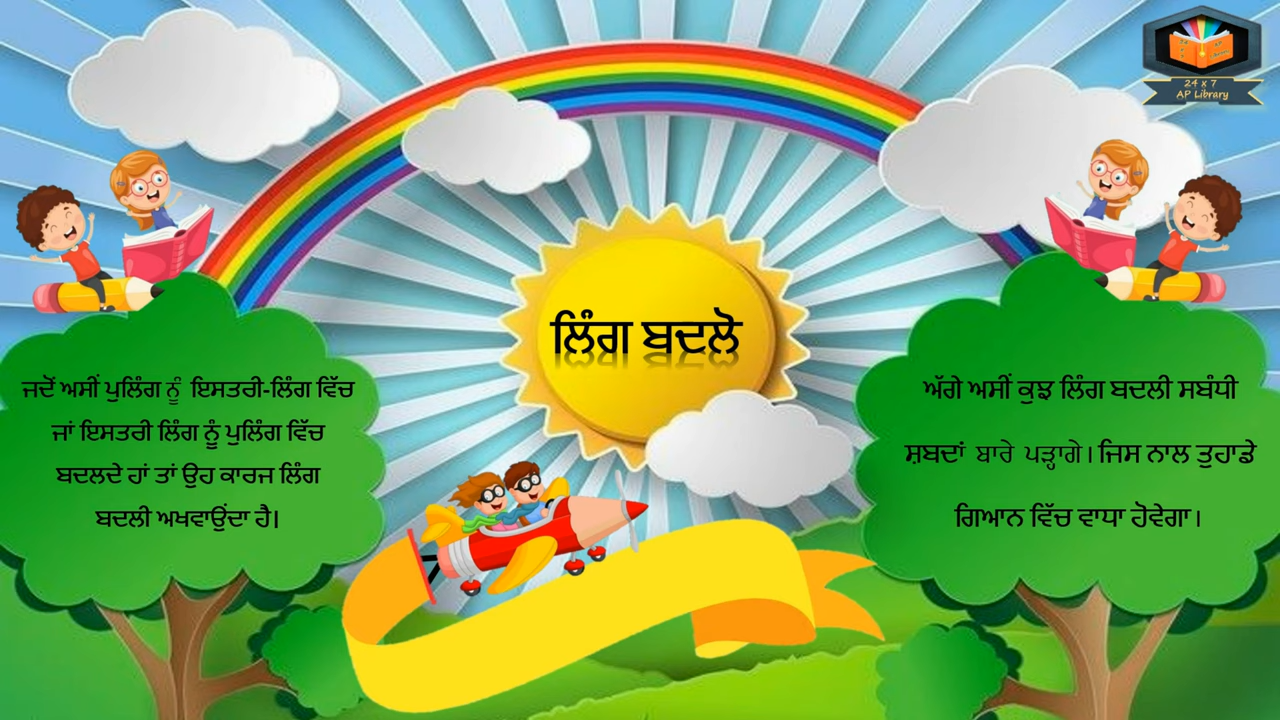 24 x 7
AP Library
ਲਿੰਗ ਬਦਲੋ
ਜਦੋਂ ਅਸੀਂ ਪੁਲਿੰਗ ਨੂੰ ਇਸਤਰੀ-ਲਿੰਗ ਵਿੱਚ
ਜਾਂ ਇਸਤਰੀ ਲਿੰਗ ਨੂੰ ਪੁਲਿੰਗ ਵਿੱਚ
ਬਦਲਦੇ ਹਾਂ ਤਾਂ ਉਹ ਕਾਰਜ ਲਿੰਗ
ਬਦਲੀ ਅਖਵਾਉਂਦਾ ਹੈ।
ਅੱਗੇ ਅਸੀਂ ਕੁਝ ਲਿੰਗ ਬਦਲੀ ਸਬੰਧੀ
ਸ਼ਬਦਾਂ ਬਾਰੇ ਪੜ੍ਹਾਗੇ। ਜਿਸ ਨਾਲ ਤੁਹਾਡੇ
ਗਿਆਨ ਵਿੱਚ ਵਾਧਾ ਹੋਵੇਗਾ।